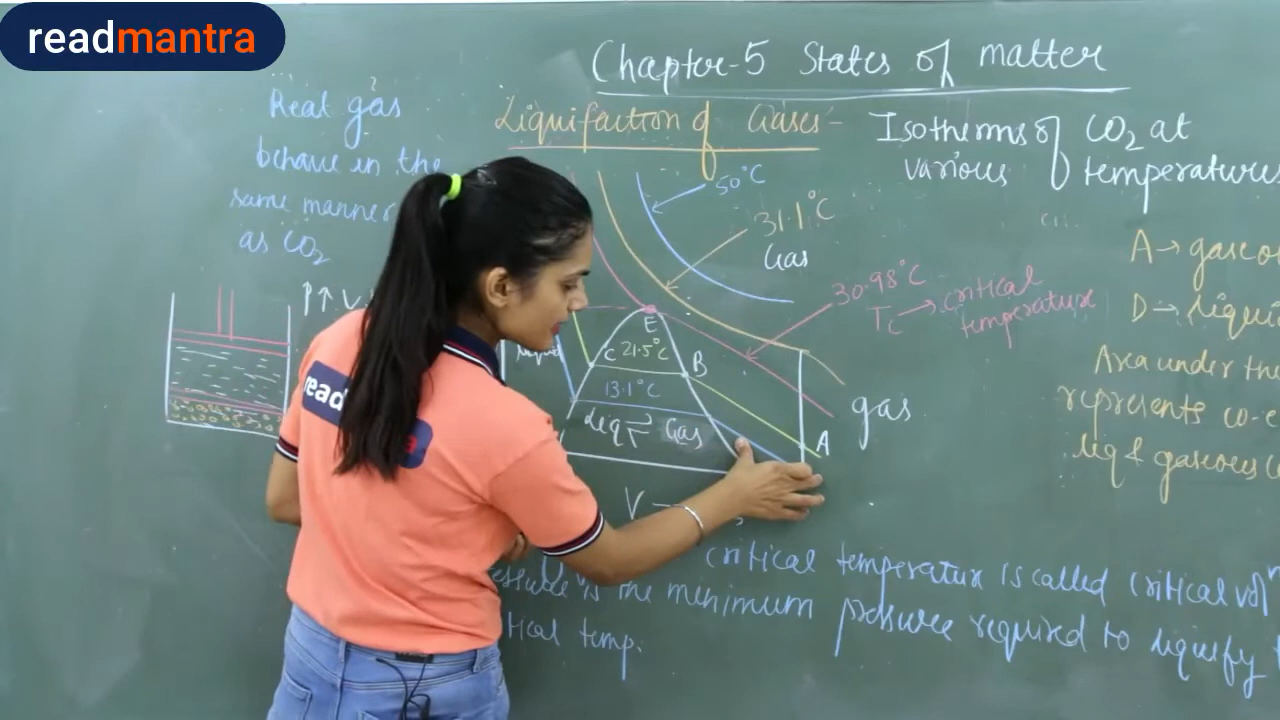 readmantra
Chapter-5 States of matter
Real gas
behave in the
same manner
as CO2
Liquifaction of Gases-
Isotherms of CO2 at
various temperatures
50°C
31.1°C
Gas
30.98°C
Tc → critical
temperature
A→ gaseo
D→ liqui
Area under the
represents co-e
liq & gaseous
↑↑
E
C 21.5°C B
13.1°C
liq ⇌ Gas
gas
A
V
read
critical temperature is called critical vol
is the minimum pressure required to liquify
tical temp.